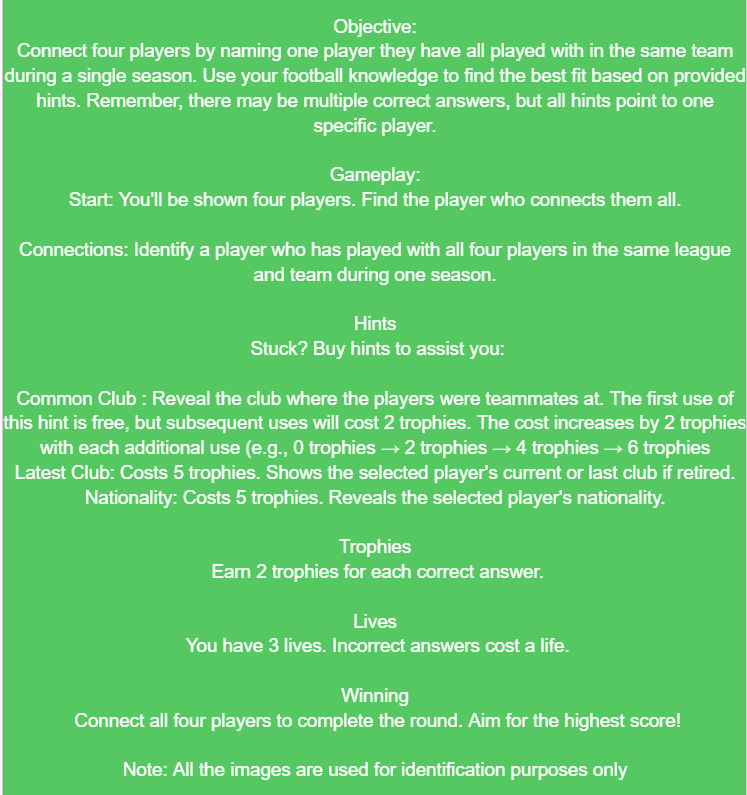 Objective:
Connect four players by naming one player they have all played with in the same team
during a single season. Use your football knowledge to find the best fit based on provided
hints. Remember, there may be multiple correct answers, but all hints point to one
specific player.
Gameplay:
Start: You'll be shown four players. Find the player who connects them all.
Connections: Identify a player who has played with all four players in the same league
and team during one season.
Hints
Stuck? Buy hints to assist you:
Common Club : Reveal the club where the players were teammates at. The first use of
this hint is free, but subsequent uses will cost 2 trophies. The cost increases by 2 trophies
with each additional use (e.g., 0 trophies → 2 trophies → 4 trophies → 6 trophies
Latest Club: Costs 5 trophies. Shows the selected player's current or last club if retired.
Nationality: Costs 5 trophies. Reveals the selected player's nationality.
Trophies
Earn 2 trophies for each correct answer.
Lives
You have 3 lives. Incorrect answers cost a life.
Winning
Connect all four players to complete the round. Aim for the highest score!
Note: All the images are used for identification purposes only